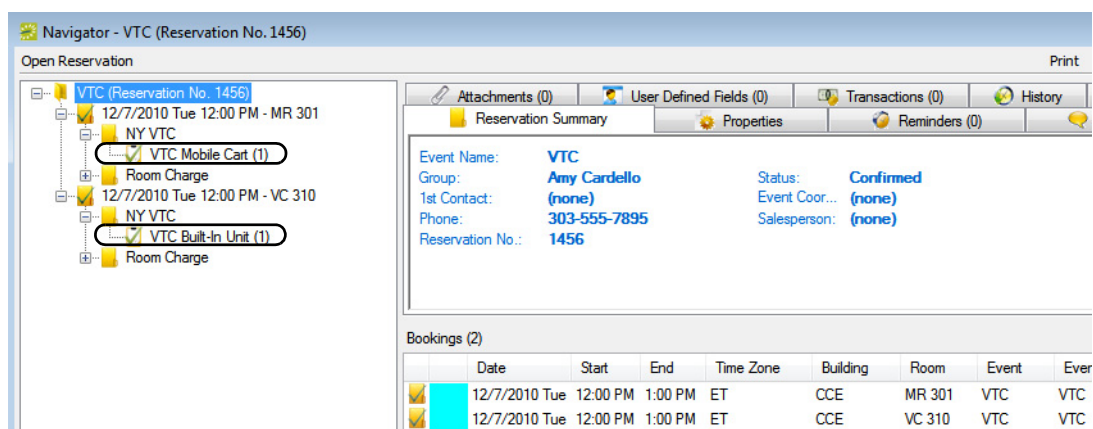 Navigator - VTC (Reservation No. 1456)
Open Reservation Print
VTC (Reservation No. 1456)
12/7/2010 Tue 12:00 PM - MR 301
NY VTC
VTC Mobile Cart (1)
Room Charge
12/7/2010 Tue 12:00 PM - VC 310
NY VTC
VTC Built-In Unit (1)
Room Charge
Attachments (0) User Defined Fields (0) Transactions (0) History
Reservation Summary Properties Reminders (0)
Event Name: VTC
Group: Amy Cardello Status: Confirmed
1st Contact: (none) Event Coor... (none)
Phone: 303-555-7895 Salesperson: (none)
Reservation No.: 1456
Bookings (2)
Date Start End Time Zone Building Room Event Ever
12/7/2010 Tue 12:00 PM 1:00 PM ET CCE MR 301 VTC VTC
12/7/2010 Tue 12:00 PM 1:00 PM ET CCE VC 310 VTC VTC